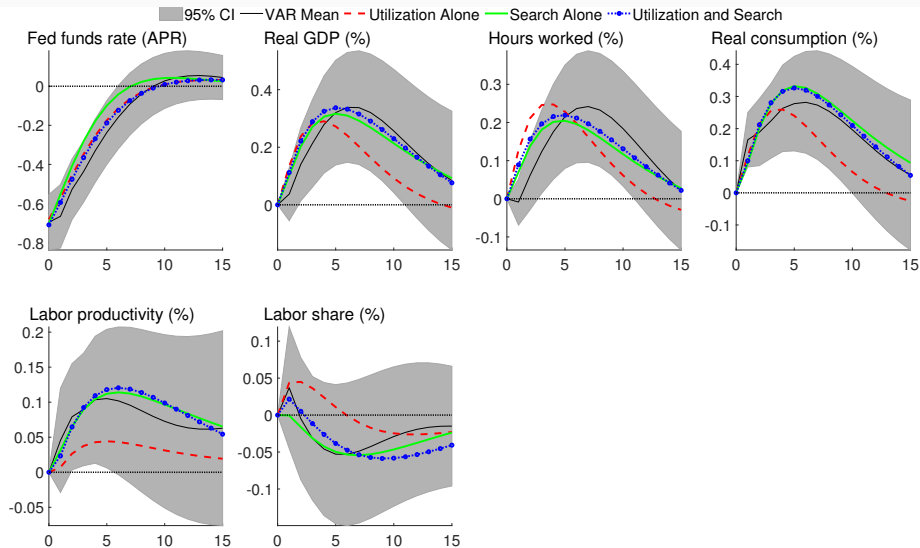 95% CI VAR Mean Utilization Alone Search Alone Utilization and Search
Fed funds rate (APR) Real GDP (%) Hours worked (%) Real consumption (%)
0 -0.2 -0.4 -0.6 -0.8
0 5 10 15
0.4 0.2 0
0 5 10 15
0.3 0.2 0.1 0 -0.1
0 5 10 15
0.4 0.3 0.2 0.1 0 -0.1
0 5 10 15
Labor productivity (%) Labor share (%)
0.2 0.15 0.1 0.05 0 -0.05
0 5 10 15
0.1 0.05 0 -0.05 -0.1
0 5 10 15